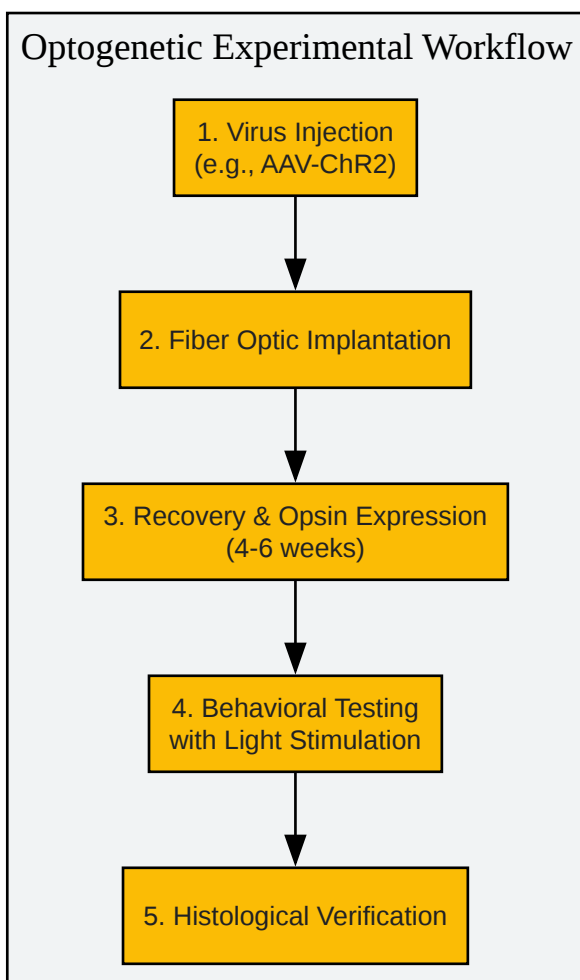 Optogenetic Experimental Workflow
1. Virus Injection
(e.g., AAV-ChR2)
2. Fiber Optic Implantation
3. Recovery & Opsin Expression
(4-6 weeks)
4. Behavioral Testing
with Light Stimulation
5. Histological Verification